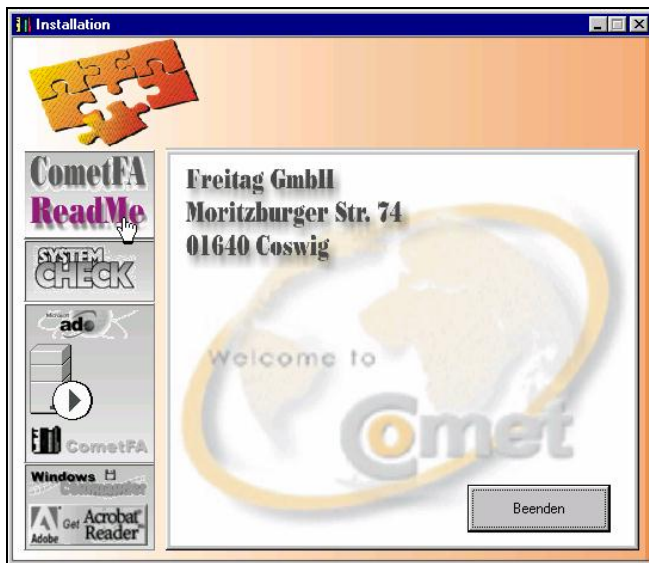 Installation
CometFA
ReadMe
SYSTEM
CHECK
Microsoft
ado
CometFA
Windows
Commander
Adobe
Get Acrobat
Reader
Freitag GmbH
Moritzburger Str. 74
01640 Coswig
Welcome to
Comet
Beenden